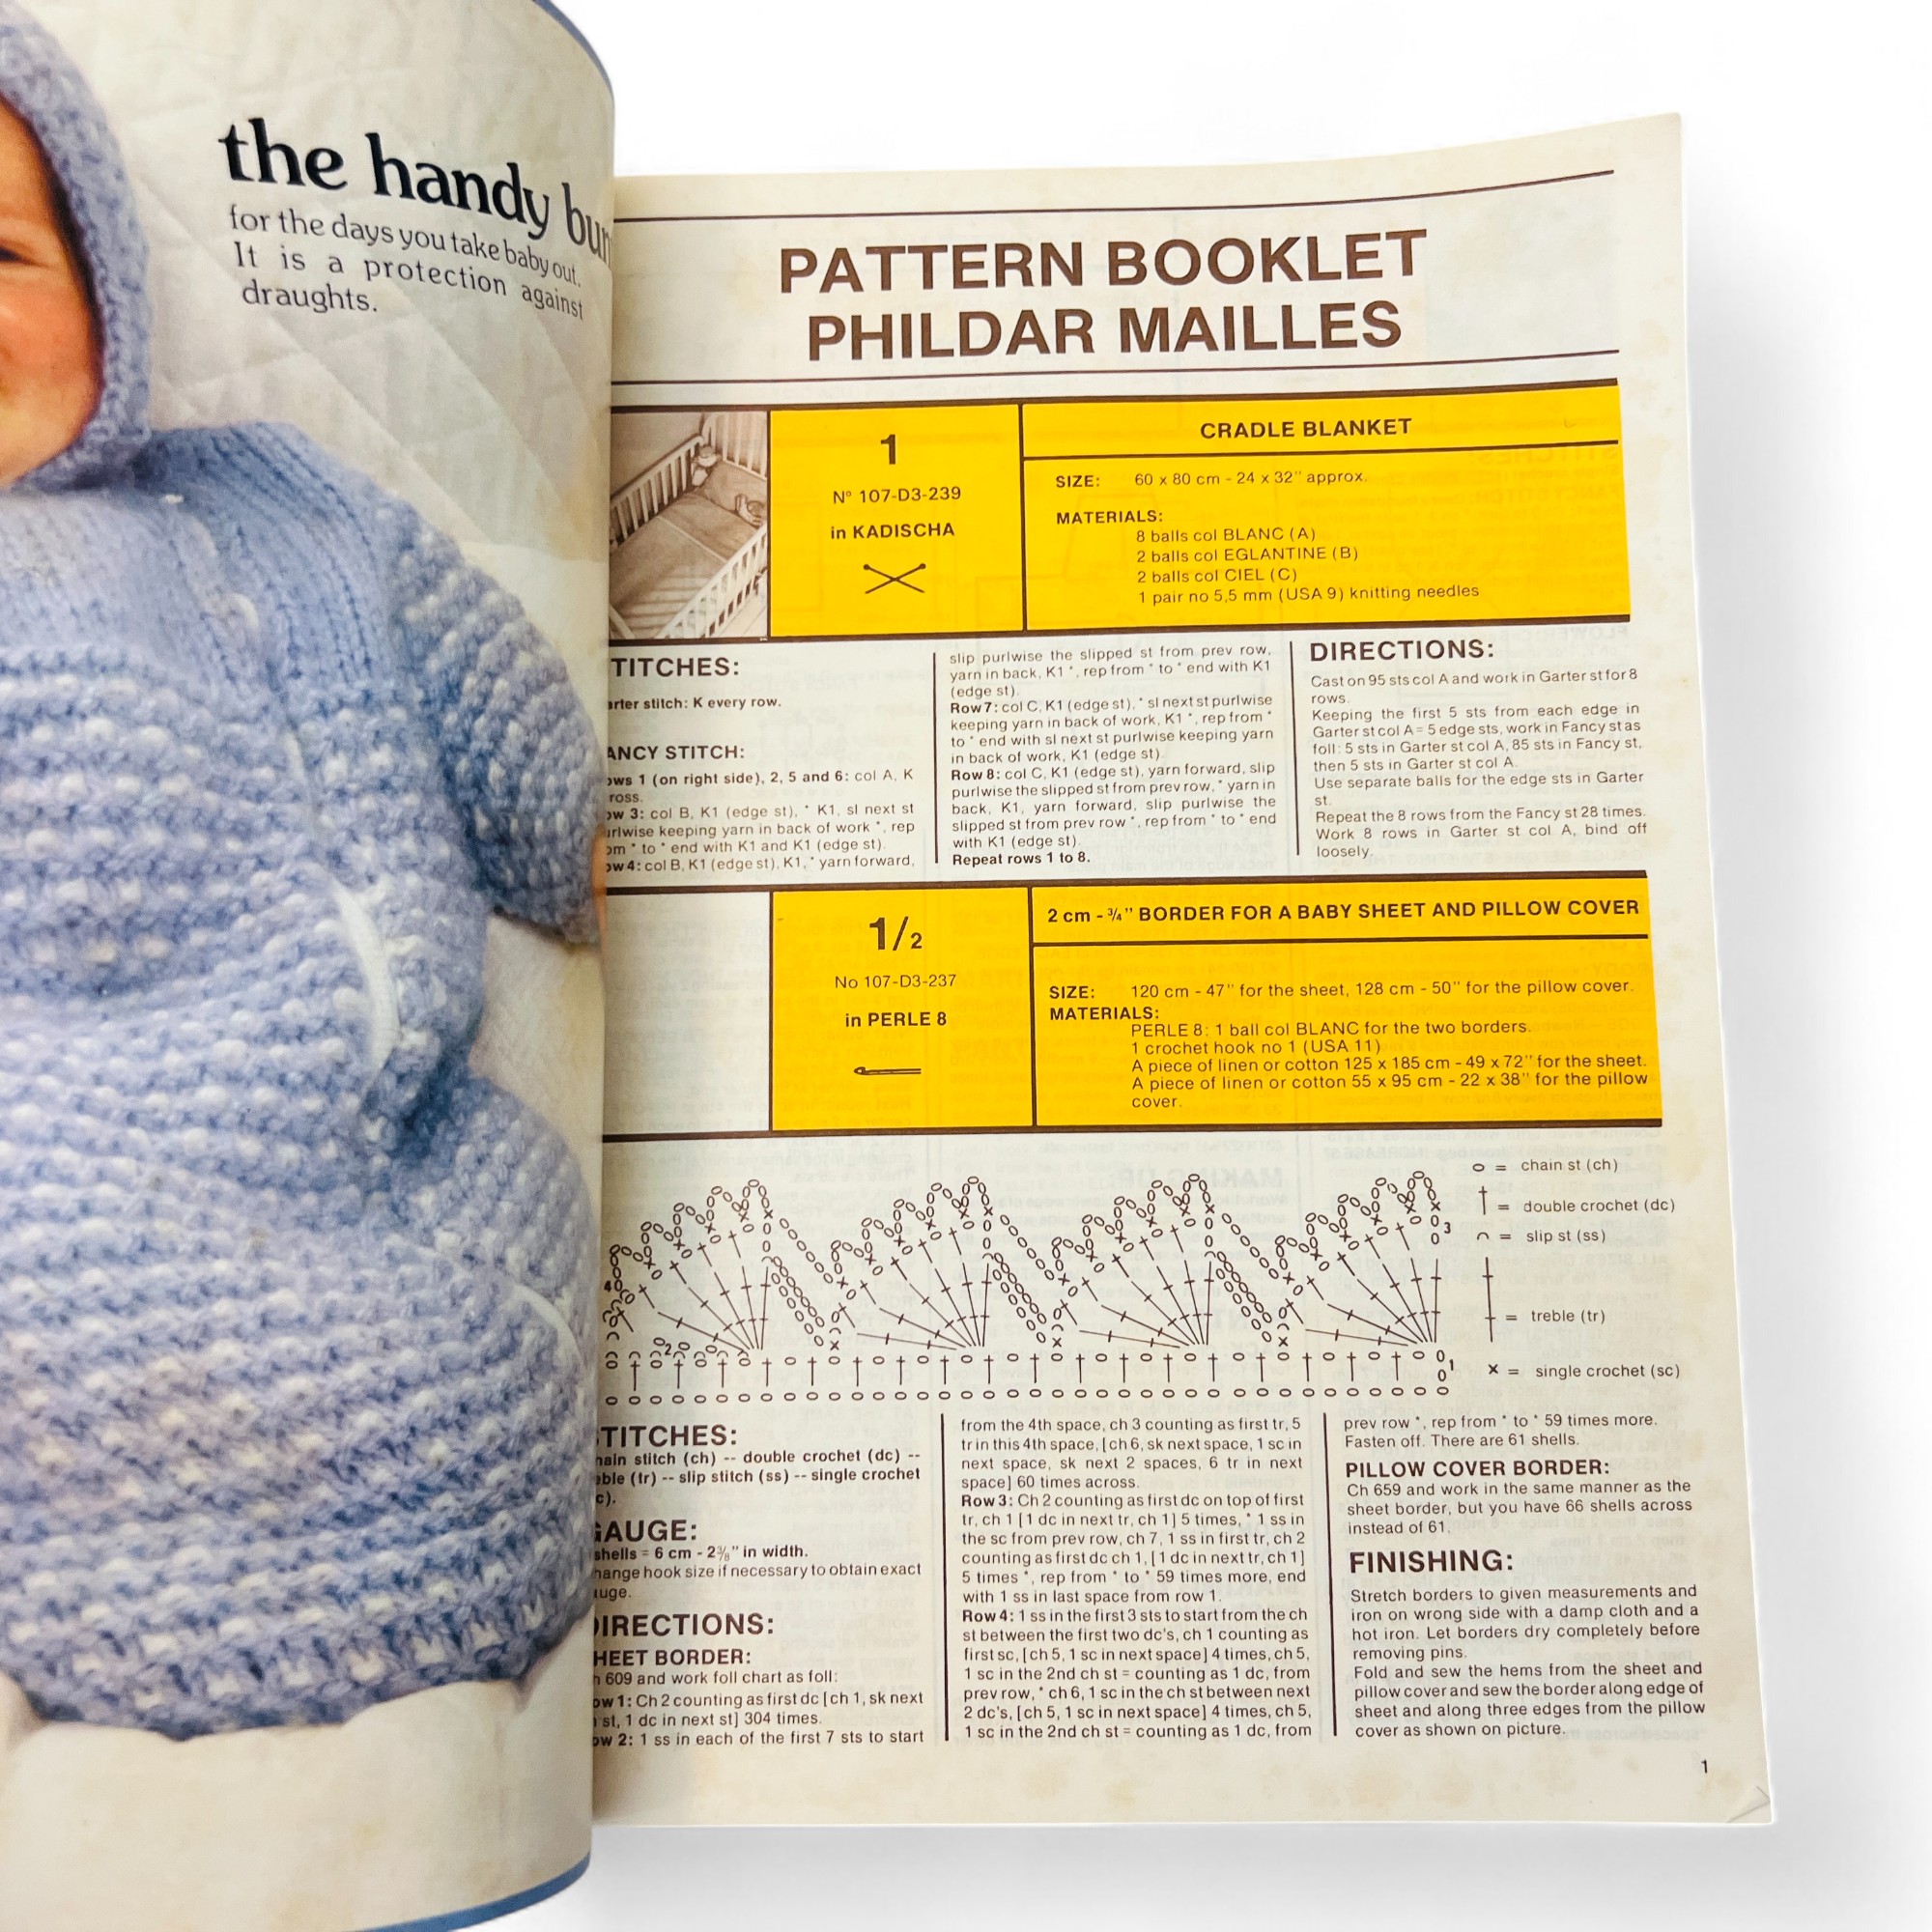 the handy
for the days you take baby out.
It is a protection against
draughts.
PATTERN BOOKLET
PHILDAR MAILLES
1
N° 107-D3-239
in KADISCHA
CRADLE BLANKET
SIZE: 60 x 80 cm - 24 x 32" approx.
MATERIALS:
8 balls col BLANC (A)
2 balls col EGLANTINE (B)
2 balls col CIEL (C)
1 pair no 5,5 mm (USA 9) knitting needles
TITCHES:
arter stitch: K every row.
ANCY STITCH:
ows 1 (on right side), 2, 5 and 6: col A, K
ross.
ow 3: col B, K1 (edge st), * K1, sl next st
urlwise keeping yarn in back of work *, rep
om * to * end with K1 and K1 (edge st).
ow 4: col B, K1 (edge st), K1, * yarn forward,
slip purlwise the slipped st from prev row,
yarn in back, K1 *, rep from * to * end with K1
(edge st).
Row 7: col C, K1 (edge st), * sl next st purlwise
keeping yarn in back of work, K1 *, rep from *
to * end with sl next st purlwise keeping yarn
in back of work, K1 (edge st).
Row 8: col C, K1 (edge st), yarn forward, slip
purlwise the slipped st from prev row, * yarn in
back, K1, yarn forward, slip purlwise the
slipped st from prev row *, rep from * to * end
with K1 (edge st).
Repeat rows 1 to 8.
DIRECTIONS:
Cast on 95 sts col A and work in Garter st for 8
rows.
Keeping the first 5 sts from each edge in
Garter st col A = 5 edge sts, work in Fancy st as
foll: 5 sts in Garter st col A, 85 sts in Fancy st,
then 5 sts in Garter st col A.
Use separate balls for the edge sts in Garter
st.
Repeat the 8 rows from the Fancy st 28 times.
Work 8 rows in Garter st col A, bind off
loosely.
1/2
No 107-D3-237
in PERLE 8
2 cm - ¾" BORDER FOR A BABY SHEET AND PILLOW COVER
SIZE: 120 cm - 47" for the sheet, 128 cm - 50" for the pillow cover.
MATERIALS:
PERLE 8: 1 ball col BLANC for the two borders.
1 crochet hook no 1 (USA 11)
A piece of linen or cotton 125 x 185 cm - 49 x 72" for the sheet.
A piece of linen or cotton 55 x 95 cm - 22 x 38" for the pillow
cover.
4
2
3
1
o = chain st (ch)
= double crochet (dc)
= slip st (ss)
= treble (tr)
x = single crochet (sc)
TITCHES:
hain stitch (ch) -- double crochet (dc) --
eble (tr) -- slip stitch (ss) -- single crochet
c).
GAUGE:
shells = 6 cm - 2⅜" in width.
hange hook size if necessary to obtain exact
auge.
DIRECTIONS:
HEET BORDER:
h 609 and work foll chart as foll:
ow 1: Ch 2 counting as first dc [ch 1, sk next
st, 1 dc in next st] 304 times.
ow 2: 1 ss in each of the first 7 sts to start
from the 4th space, ch 3 counting as first tr, 5
tr in this 4th space, [ch 6, sk next space, 1 sc in
next space, sk next 2 spaces, 6 tr in next
space] 60 times across.
Row 3: Ch 2 counting as first dc on top of first
tr, ch 1 [1 dc in next tr, ch 1] 5 times, * 1 ss in
the sc from prev row, ch 7, 1 ss in first tr, ch 2
counting as first dc ch 1, [1 dc in next tr, ch 1]
5 times *, rep from * to * 59 times more, end
with 1 ss in last space from row 1.
Row 4: 1 ss in the first 3 sts to start from the ch
st between the first two dc's, ch 1 counting as
first sc, [ch 5, 1 sc in next space] 4 times, ch 5,
1 sc in the 2nd ch st = counting as 1 dc, from
prev row, * ch 6, 1 sc in the ch st between next
2 dc's, [ch 5, 1 sc in next space] 4 times, ch 5,
1 sc in the 2nd ch st = counting as 1 dc, from
prev row *, rep from * to * 59 times more.
Fasten off. There are 61 shells.
PILLOW COVER BORDER:
Ch 659 and work in the same manner as the
sheet border, but you have 66 shells across
instead of 61.
FINISHING:
Stretch borders to given measurements and
iron on wrong side with a damp cloth and a
hot iron. Let borders dry completely before
removing pins.
Fold and sew the hems from the sheet and
pillow cover and sew the border along edge of
sheet and along three edges from the pillow
cover as shown on picture.
1